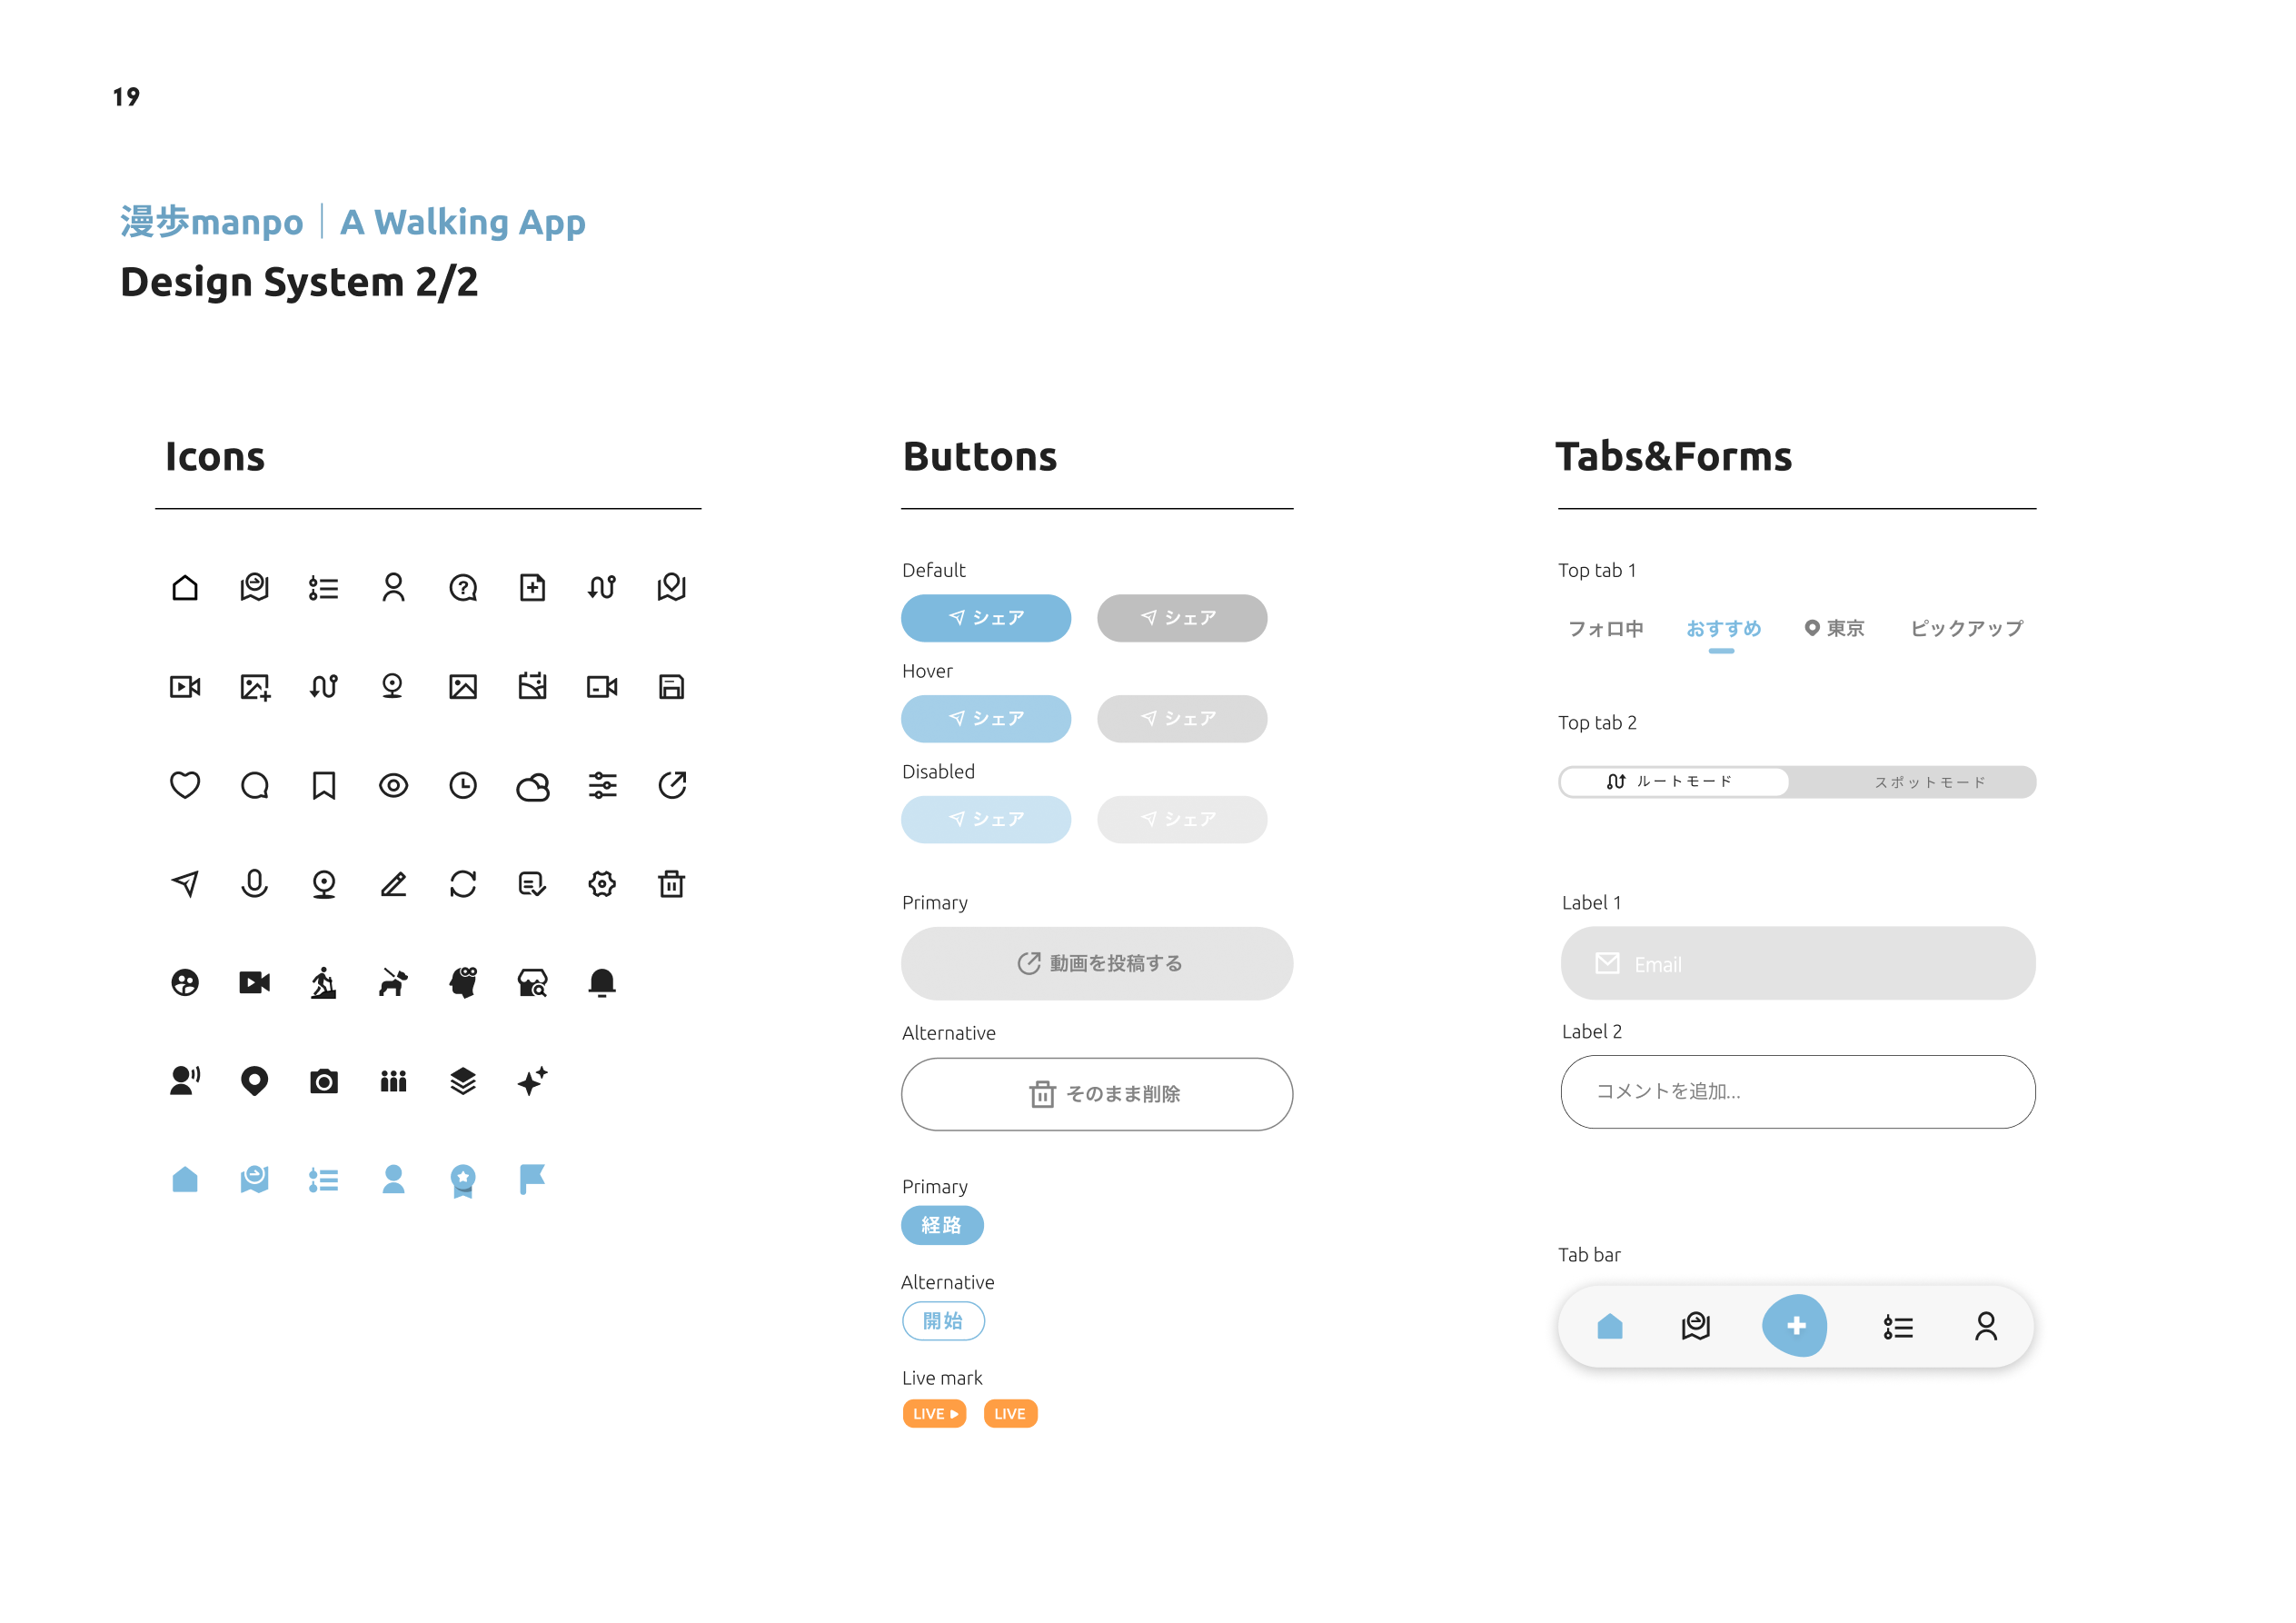 19
漫歩manpo｜A Walking App
Design System 2/2
Icons
Buttons
Default
シェア
シェア
Hover
シェア
シェア
Disabled
シェア
シェア
Primary
動画を投稿する
Alternative
そのまま削除
Primary
経路
Alternative
開始
Live mark
LIVE
LIVE
Tabs&Forms
Top tab 1
フォロ中
おすすめ
東京
ピックアップ
Top tab 2
ルートモード
スポットモード
Label 1
Email
Label 2
コメントを追加...
Tab bar